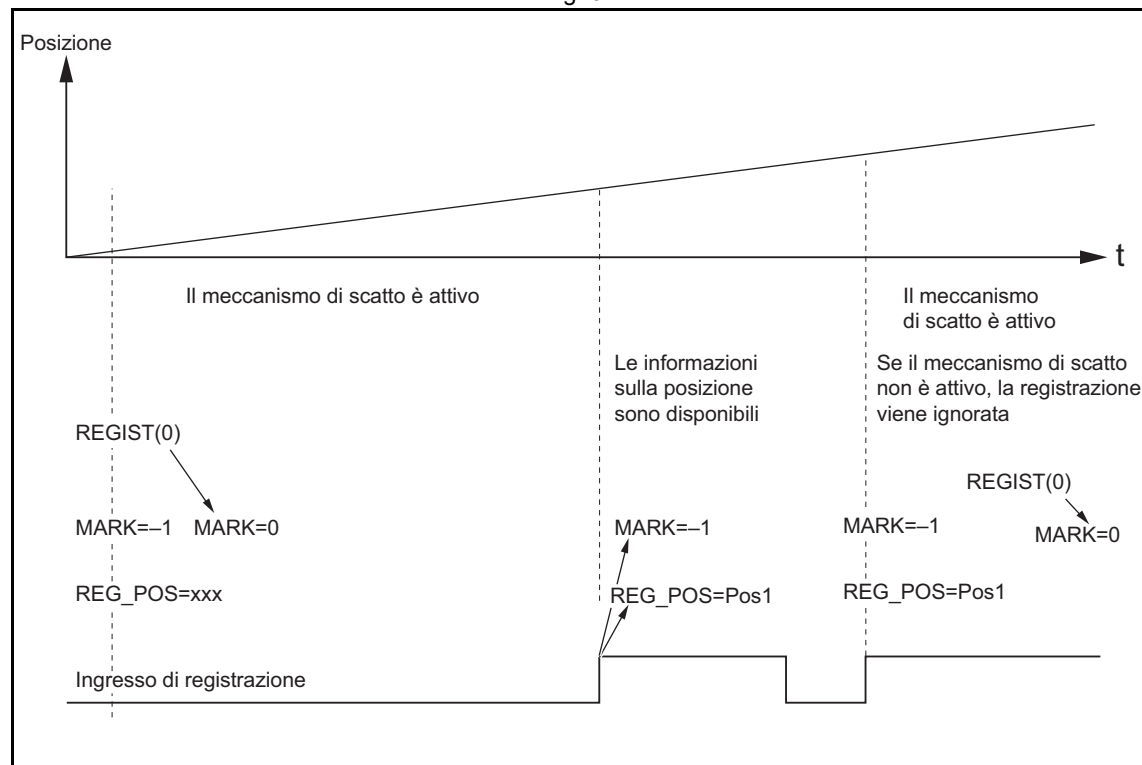 Posizione
t
Il meccanismo di scatto è attivo
Il meccanismo
di scatto è attivo
Le informazioni
sulla posizione
sono disponibili
Se il meccanismo di scatto
non è attivo, la registrazione
viene ignorata
REGIST(0)
REGIST(0)
MARK=–1 MARK=0
MARK=–1
MARK=–1
MARK=0
REG_POS=xxx
REG_POS=Pos1
REG_POS=Pos1
Ingresso di registrazione